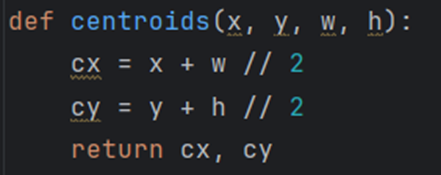 def centroids(x, y, w, h):
    cx = x + w // 2
    cy = y + h // 2
    return cx, cy